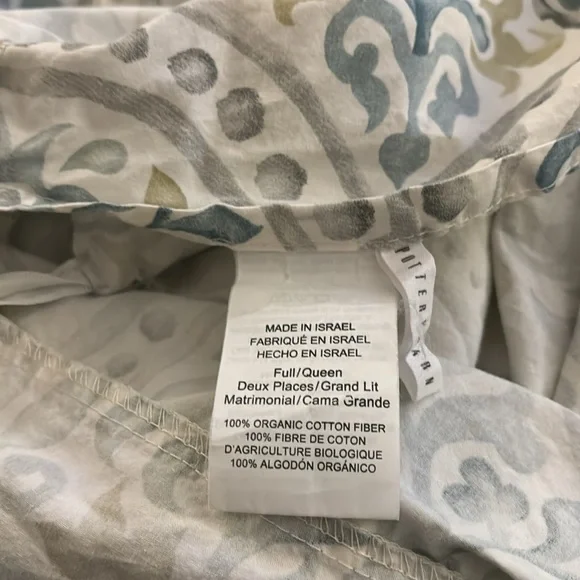 MADE IN ISRAEL
FABRIQUÉ EN ISRAEL
HECHO EN ISRAEL
Full/Queen
Deux Places/Grand Lit
Matrimonial/Cama Grande
100% ORGANIC COTTON FIBER
100% FIBRE DE COTON
D'AGRICULTURE BIOLOGIQUE
100% ALGODÓN ORGÁNICO
POTTERY